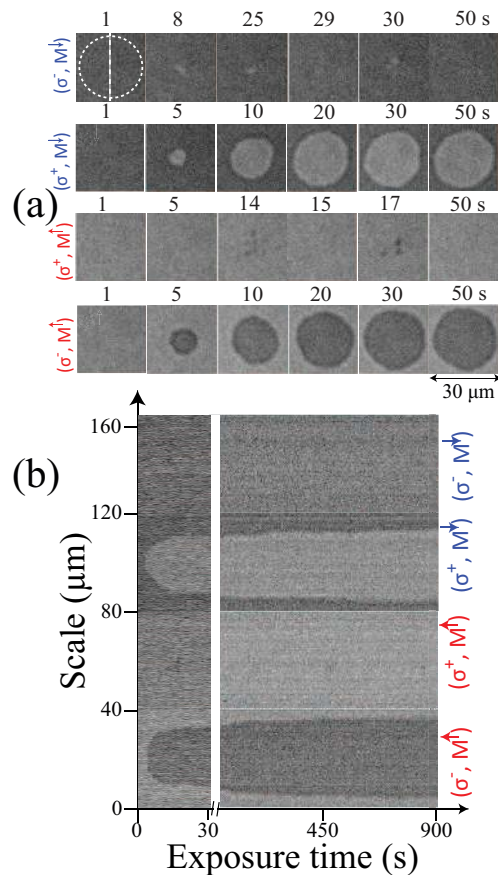 1 8 25 29 30 50 s
(σ⁻, M↓)
1 5 10 20 30 50 s
(σ⁺, M↓)
(a)
1 5 14 15 17 50 s
(σ⁺, M↑)
1 5 10 20 30 50 s
(σ⁻, M↑)
30 μm
(b)
160
120
80
40
0
Scale (μm)
(σ⁻, M↓)
(σ⁺, M↓)
(σ⁺, M↑)
(σ⁻, M↑)
0 30 450 900
Exposure time (s)